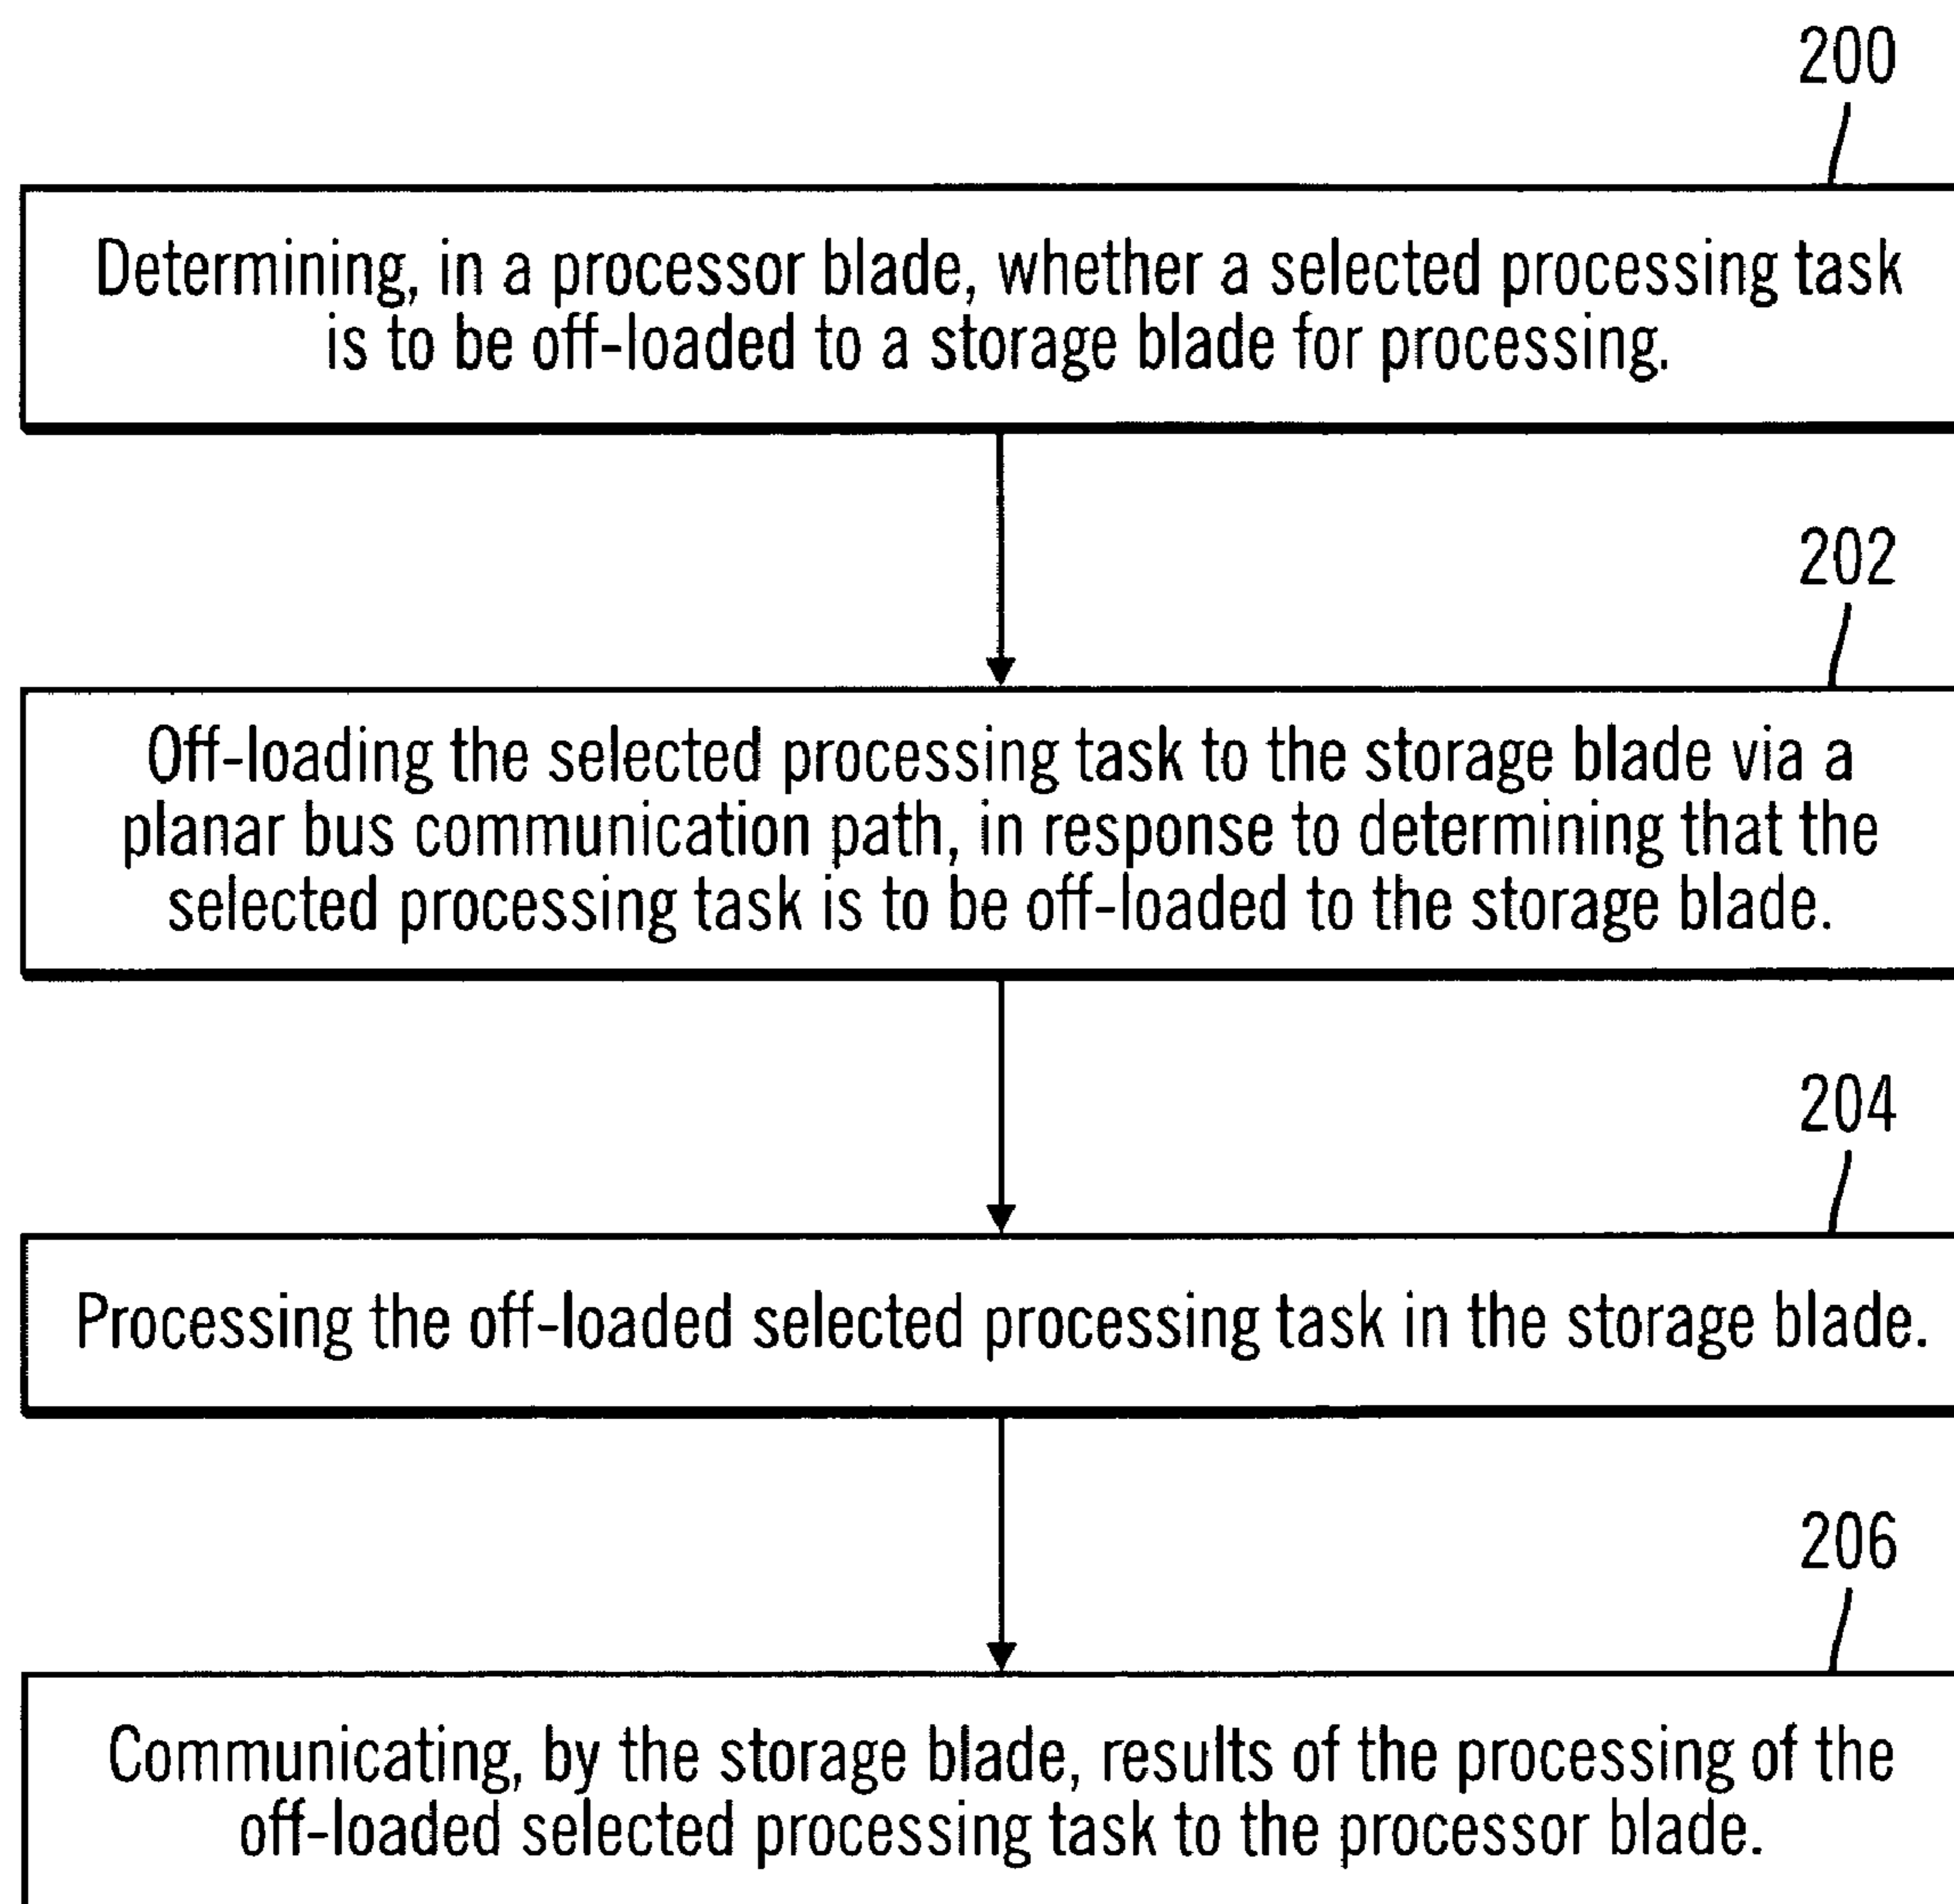 200
Determining, in a processor blade, whether a selected processing task
is to be off-loaded to a storage blade for processing.
202
Off-loading the selected processing task to the storage blade via a
planar bus communication path, in response to determining that the
selected processing task is to be off-loaded to the storage blade.
204
Processing the off-loaded selected processing task in the storage blade.
206
Communicating, by the storage blade, results of the processing of the
off-loaded selected processing task to the processor blade.